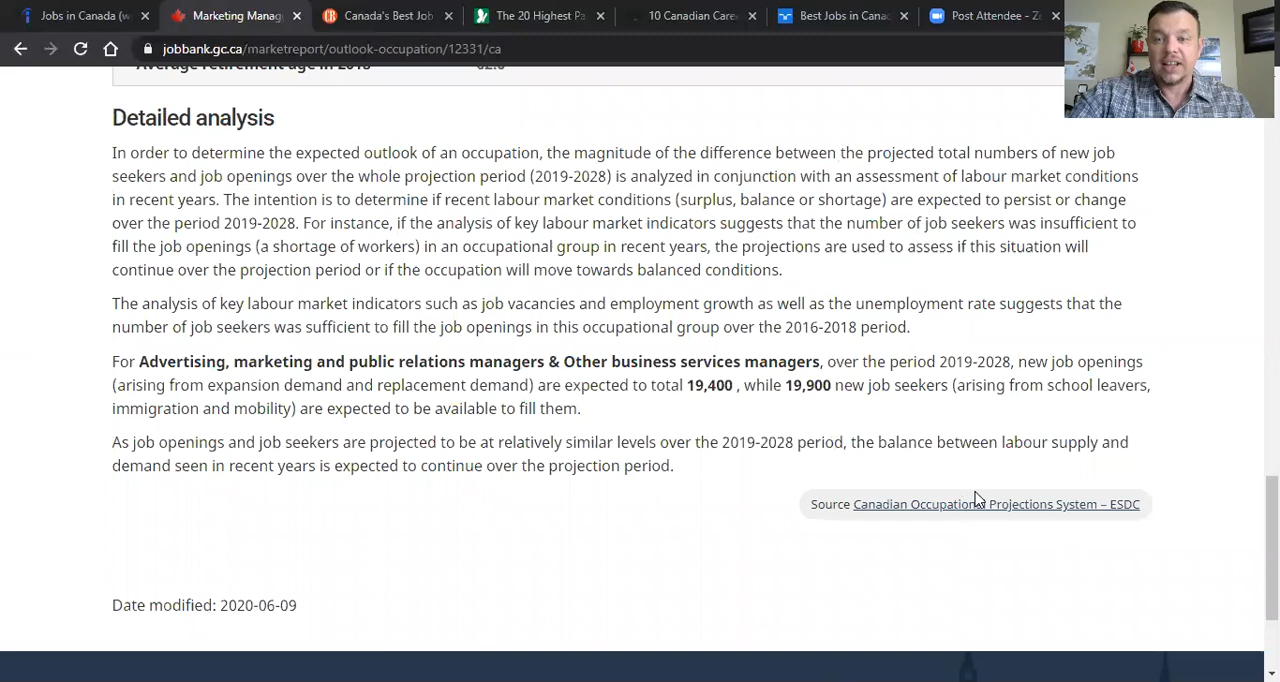 Jobs in Canada (w
Marketing Manag
Canada's Best Job
The 20 Highest Pa
10 Canadian Caree
Best Jobs in Canad
Post Attendee - Zo
jobbank.gc.ca/marketreport/outlook-occupation/12331/ca
Detailed analysis
In order to determine the expected outlook of an occupation, the magnitude of the difference between the projected total numbers of new job
seekers and job openings over the whole projection period (2019-2028) is analyzed in conjunction with an assessment of labour market conditions
in recent years. The intention is to determine if recent labour market conditions (surplus, balance or shortage) are expected to persist or change
over the period 2019-2028. For instance, if the analysis of key labour market indicators suggests that the number of job seekers was insufficient to
fill the job openings (a shortage of workers) in an occupational group in recent years, the projections are used to assess if this situation will
continue over the projection period or if the occupation will move towards balanced conditions.
The analysis of key labour market indicators such as job vacancies and employment growth as well as the unemployment rate suggests that the
number of job seekers was sufficient to fill the job openings in this occupational group over the 2016-2018 period.
For Advertising, marketing and public relations managers & Other business services managers, over the period 2019-2028, new job openings
(arising from expansion demand and replacement demand) are expected to total 19,400 , while 19,900 new job seekers (arising from school leavers,
immigration and mobility) are expected to be available to fill them.
As job openings and job seekers are projected to be at relatively similar levels over the 2019-2028 period, the balance between labour supply and
demand seen in recent years is expected to continue over the projection period.
Source Canadian Occupational Projections System – ESDC
Date modified: 2020-06-09